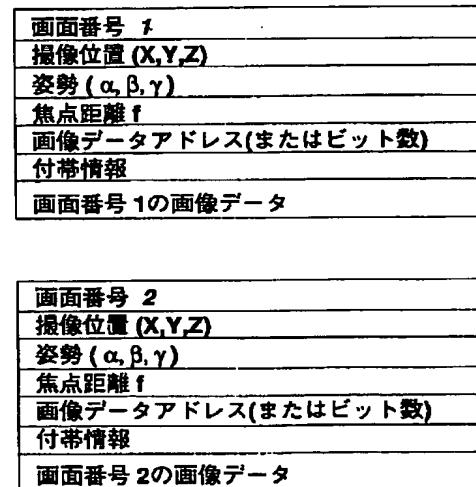 画面番号 1
撮像位置 (X,Y,Z)
姿勢 ( α, β, γ )
焦点距離 f
画像データアドレス(またはビット数)
付帯情報
画面番号 1の画像データ
画面番号 2
撮像位置 (X,Y,Z)
姿勢 ( α, β, γ )
焦点距離 f
画像データアドレス(またはビット数)
付帯情報
画面番号 2の画像データ